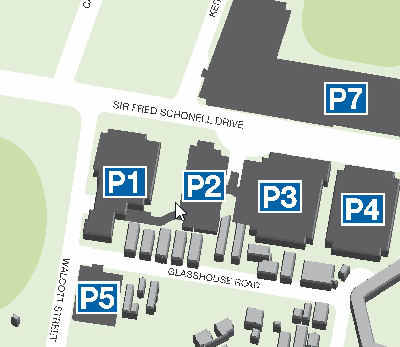 P7
SIR FRED SCHONELL DRIVE
P1
P2
P3
P4
GLASSHOUSE ROAD
WALCOTT STREET
P5